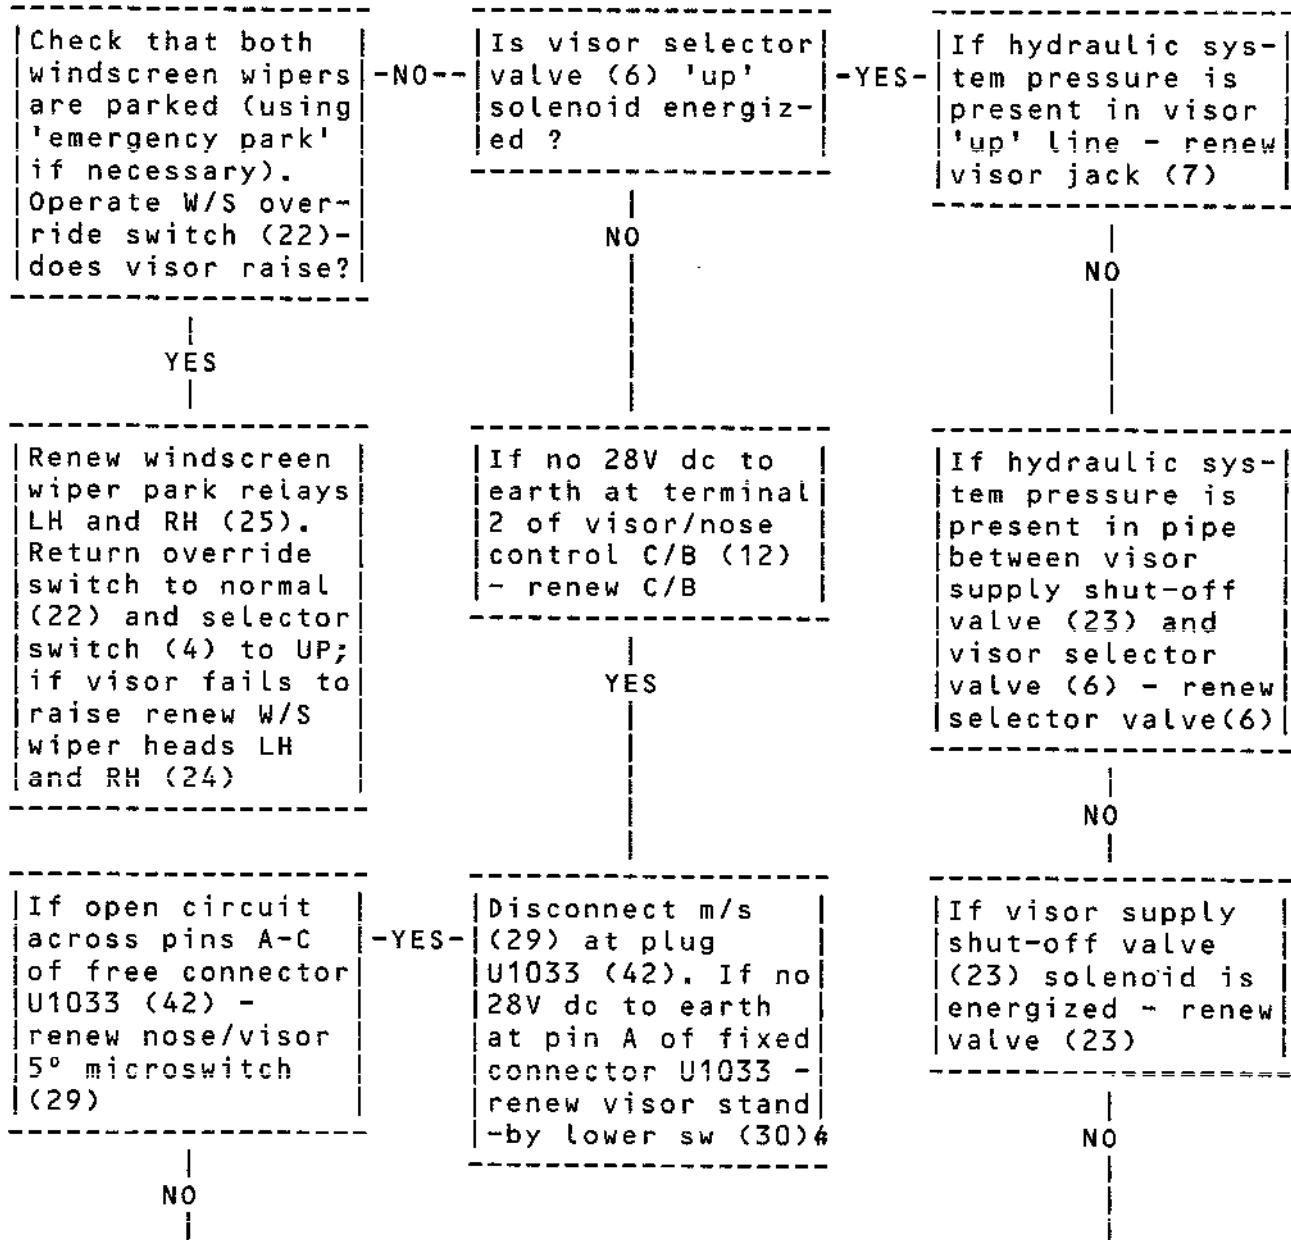 Check that both
windscreen wipers
are parked (using
'emergency park'
if necessary).
Operate W/S over-
ride switch (22)-
does visor raise?
-NO--
Is visor selector
valve (6) 'up'
solenoid energiz-
ed ?
-YES-
If hydraulic sys-
tem pressure is
present in visor
'up' line - renew
visor jack (7)
YES
NO
NO
Renew windscreen
wiper park relays
LH and RH (25).
Return override
switch to normal
(22) and selector
switch (4) to UP;
if visor fails to
raise renew W/S
wiper heads LH
and RH (24)
If no 28V dc to
earth at terminal
2 of visor/nose
control C/B (12)
- renew C/B
If hydraulic sys-
tem pressure is
present in pipe
between visor
supply shut-off
valve (23) and
visor selector
valve (6) - renew
selector valve(6)
YES
NO
If open circuit
across pins A-C
of free connector
U1033 (42) -
renew nose/visor
5° microswitch
(29)
-YES-
Disconnect m/s
(29) at plug
U1033 (42). If no
28V dc to earth
at pin A of fixed
connector U1033 -
renew visor stand
-by lower sw (30)
If visor supply
shut-off valve
(23) solenoid is
energized - renew
valve (23)
NO
NO